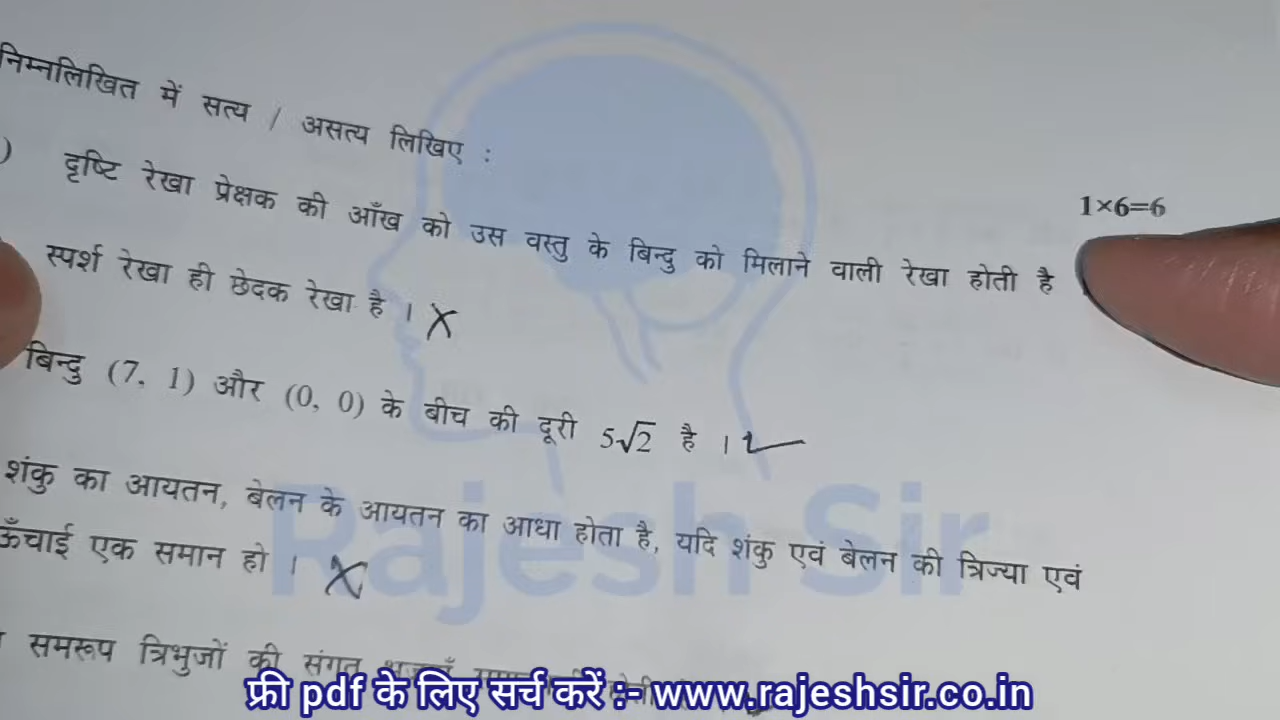 निम्नलिखित में सत्य / असत्य लिखिए :
1×6=6
) दृष्टि रेखा प्रेक्षक की आँख को उस वस्तु के बिन्दु को मिलाने वाली रेखा होती है
स्पर्श रेखा ही छेदक रेखा है । ✗
बिन्दु (7, 1) और (0, 0) के बीच की दूरी 5√2 है । ✓
शंकु का आयतन, बेलन के आयतन का आधा होता है, यदि शंकु एवं बेलन की त्रिज्या एवं
ऊँचाई एक समान हो । ✗
समरूप त्रिभुजों की संगत
Rajesh Sir
फ्री pdf के लिए सर्च करें :- www.rajeshsir.co.in